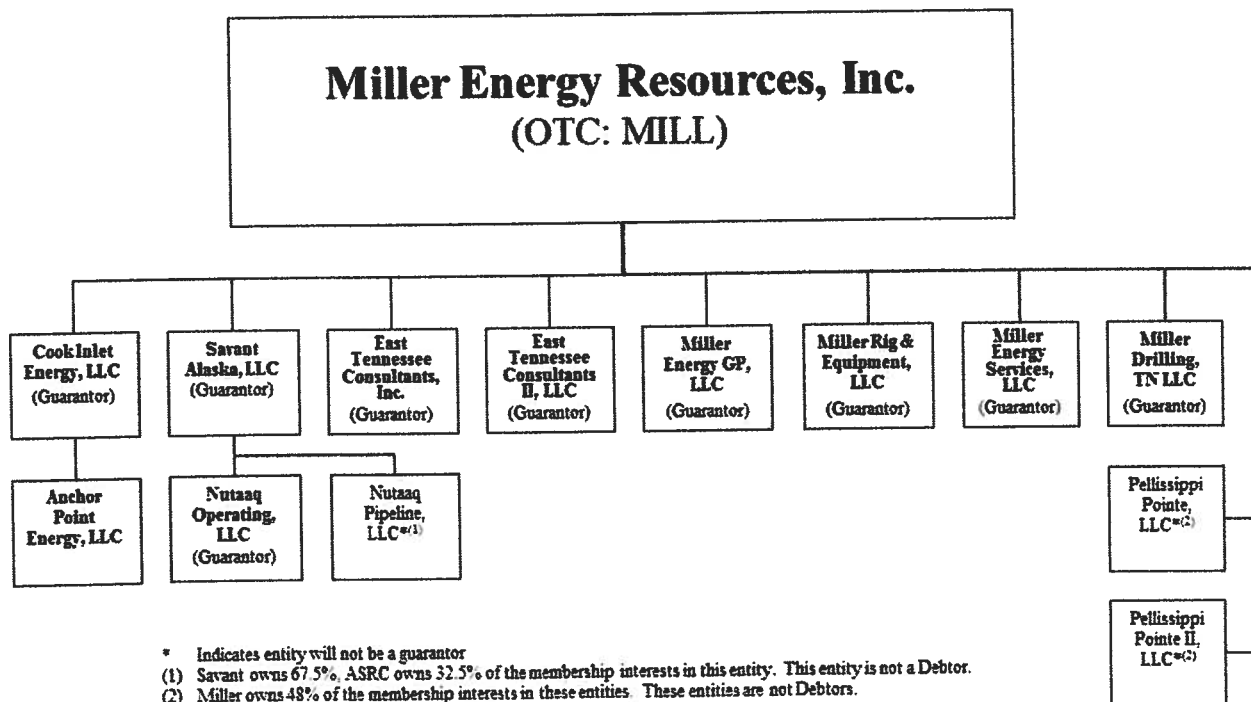 Miller Energy Resources, Inc.
(OTC: MILL)
Cook Inlet
Energy, LLC
(Guarantor)
Savant
Alaska, LLC
(Guarantor)
East
Tennessee
Consultants,
Inc.
(Guarantor)
East
Tennessee
Consultants
II, LLC
(Guarantor)
Miller
Energy GP,
LLC
(Guarantor)
Miller Rig &
Equipment,
LLC
(Guarantor)
Miller
Energy
Services,
LLC
(Guarantor)
Miller
Drilling,
TN LLC
(Guarantor)
Anchor
Point
Energy, LLC
Nutaaq
Operating,
LLC
(Guarantor)
Nutaaq
Pipeline,
LLC*(1)
Pellissippi
Pointe,
LLC*(2)
Pellissippi
Pointe II,
LLC*(2)
* Indicates entity will not be a guarantor
(1) Savant owns 67.5%, ASRC owns 32.5% of the membership interests in this entity. This entity is not a Debtor.
(2) Miller owns 48% of the membership interests in these entities. These entities are not Debtors.